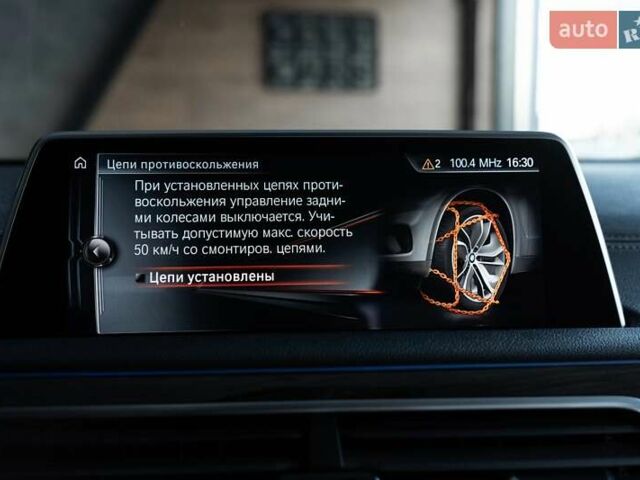 auto
Цепи противоскольжения
2 100.4 MHz 16:30
При установленных цепях проти-
воскольжения управление задни-
ми колесами выключается. Учи-
тывать допустимую макс. скорость
50 км/ч со смонтиров. цепями.
Цепи установлены